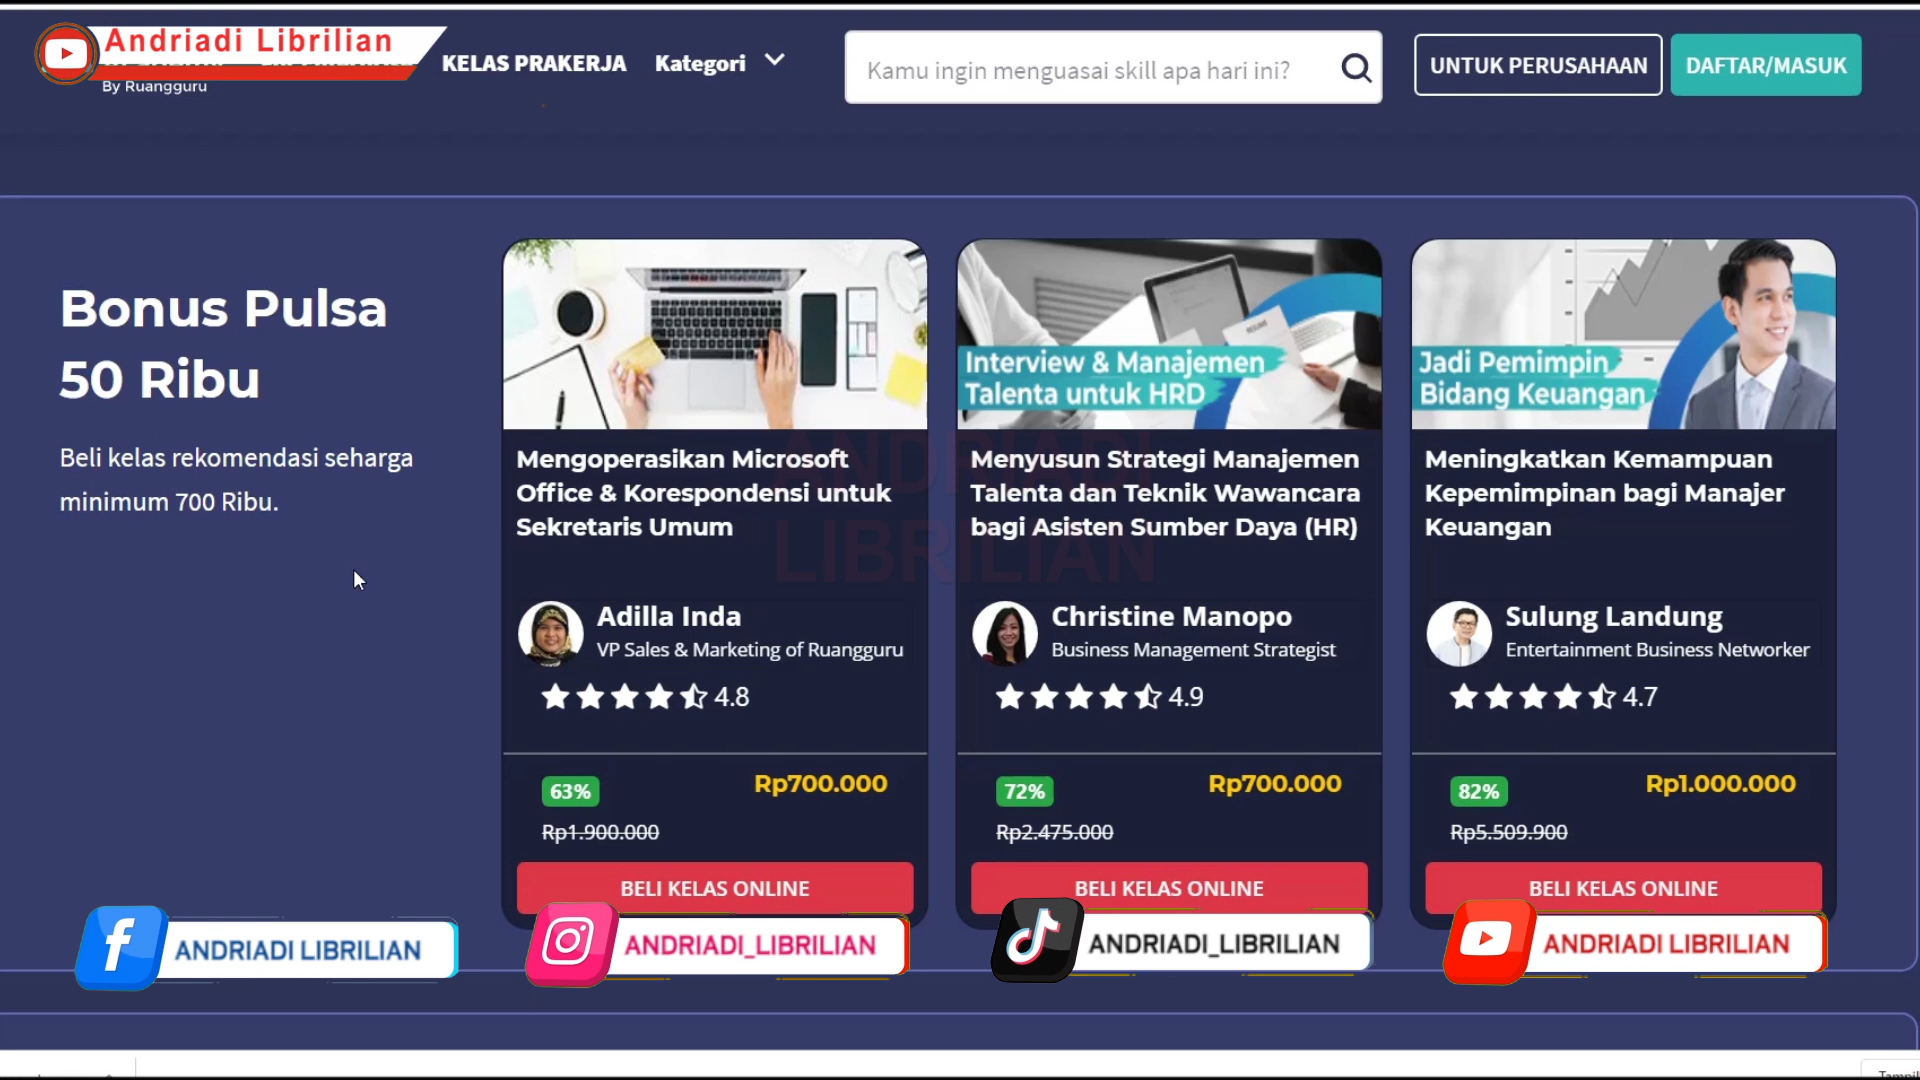 Andriadi Librilian
By Ruangguru
KELAS PRAKERJA
Kategori
Kamu ingin menguasai skill apa hari ini?
UNTUK PERUSAHAAN
DAFTAR/MASUK
Bonus Pulsa
50 Ribu
Beli kelas rekomendasi seharga
minimum 700 Ribu.
Mengoperasikan Microsoft
Office & Korespondensi untuk
Sekretaris Umum
Adilla Inda
VP Sales & Marketing of Ruangguru
4.8
63%
Rp700.000
Rp1.900.000
BELI KELAS ONLINE
RESUME
Interview & Manajemen
Talenta untuk HRD
Menyusun Strategi Manajemen
Talenta dan Teknik Wawancara
bagi Asisten Sumber Daya (HR)
Christine Manopo
Business Management Strategist
4.9
72%
Rp700.000
Rp2.475.000
BELI KELAS ONLINE
Jadi Pemimpin
Bidang Keuangan
Meningkatkan Kemampuan
Kepemimpinan bagi Manajer
Keuangan
Sulung Landung
Entertainment Business Networker
4.7
82%
Rp1.000.000
Rp5.509.900
BELI KELAS ONLINE
ANDRIADI
LIBRILIAN
ANDRIADI LIBRILIAN
ANDRIADI_LIBRILIAN
ANDRIADI_LIBRILIAN
ANDRIADI LIBRILIAN